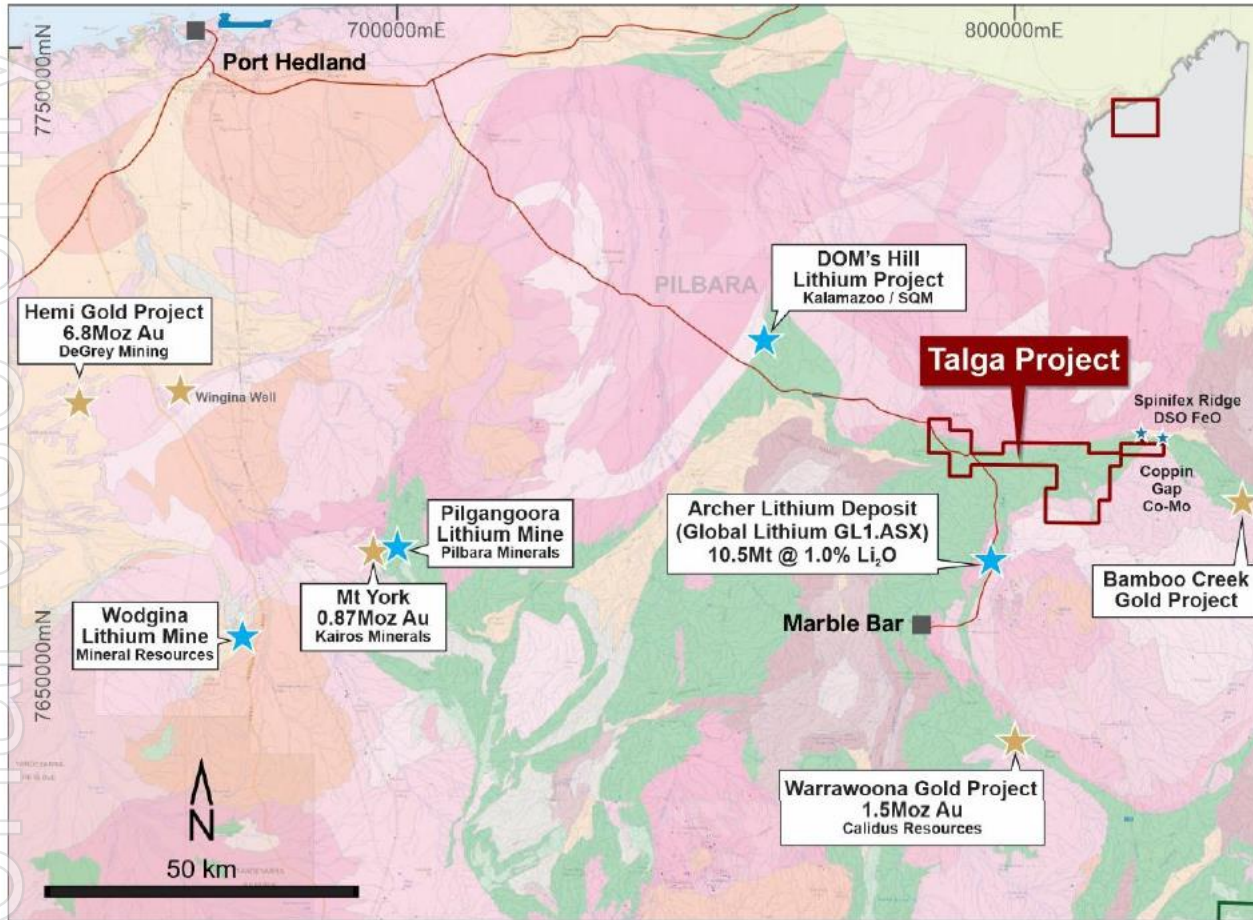 700000mE
800000mE
7750000mN
7650000mN
Port Hedland
PILBARA
DOM's Hill
Lithium Project
Kalamazoo / SQM
Hemi Gold Project
6.8Moz Au
DeGrey Mining
Wingina Well
Talga Project
Spinifex Ridge
DSO FeO
Coppin
Gap
Co-Mo
Pilgangoora
Lithium Mine
Pilbara Minerals
Archer Lithium Deposit
(Global Lithium GL1.ASX)
10.5Mt @ 1.0% Li₂O
Bamboo Creek
Gold Project
Mt York
0.87Moz Au
Kairos Minerals
Wodgina
Lithium Mine
Mineral Resources
Marble Bar
Warrawoona Gold Project
1.5Moz Au
Calidus Resources
N
50 km